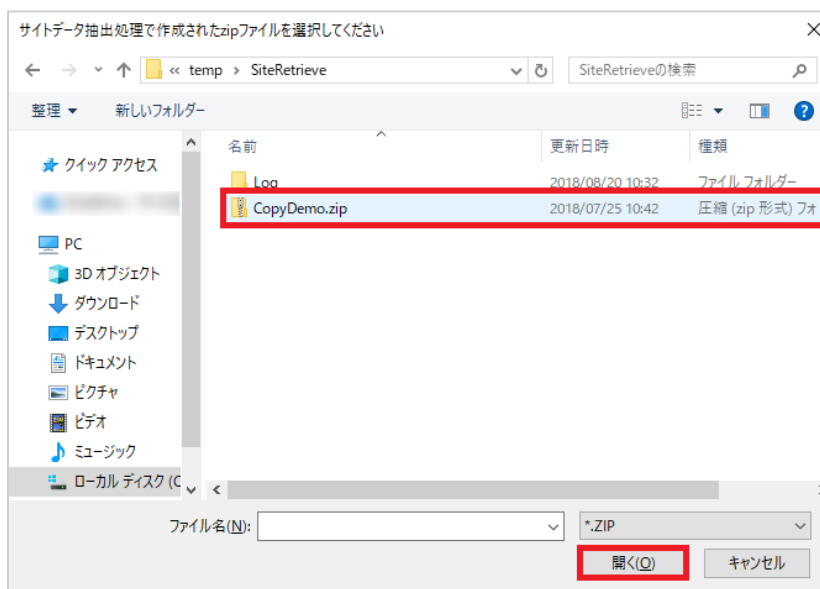 サイトデータ抽出処理で作成されたzipファイルを選択してください
« temp › SiteRetrieve
SiteRetrieveの検索
整理
新しいフォルダー
名前
更新日時
種類
クイック アクセス
PC
3D オブジェクト
ダウンロード
デスクトップ
ドキュメント
ピクチャ
ビデオ
ミュージック
ローカル ディスク (C
Log
2018/08/20 10:32
ファイル フォルダー
CopyDemo.zip
2018/07/25 10:42
圧縮 (zip 形式) フォ
ファイル名(N):
*.ZIP
開く(O)
キャンセル